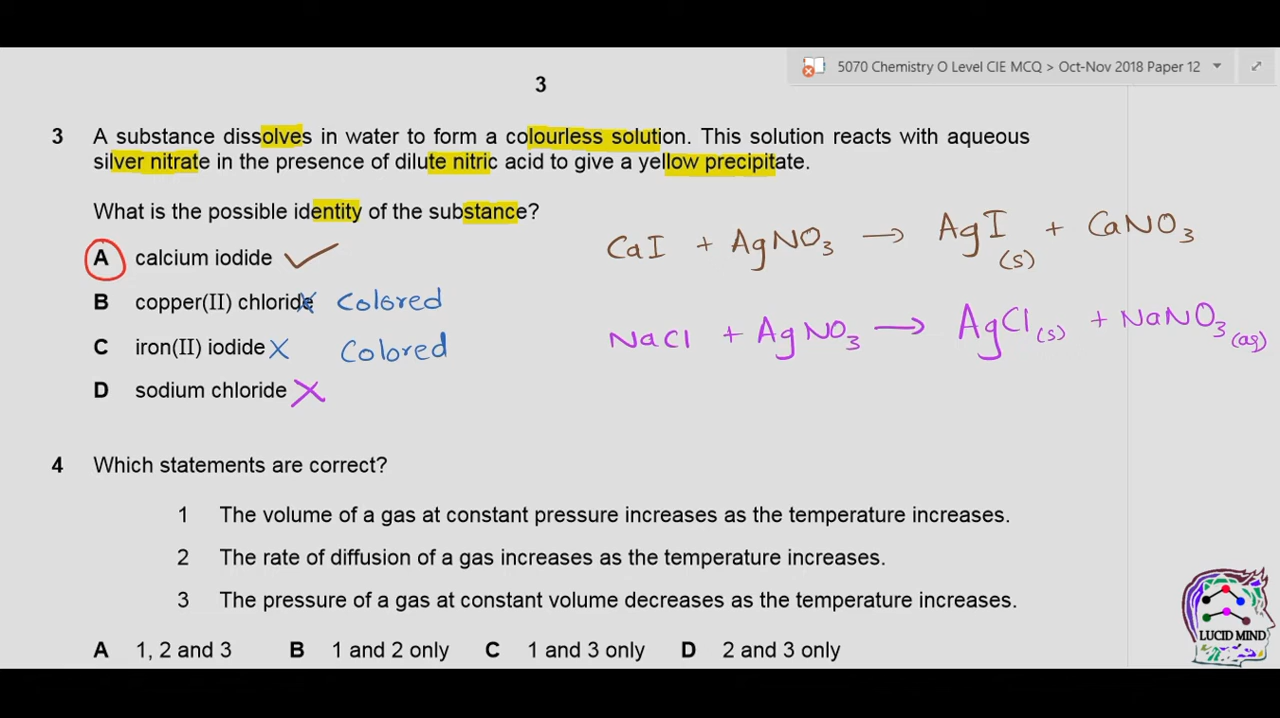 3
5070 Chemistry O Level CIE MCQ > Oct-Nov 2018 Paper 12
3 A substance dissolves in water to form a colourless solution. This solution reacts with aqueous
silver nitrate in the presence of dilute nitric acid to give a yellow precipitate.
What is the possible identity of the substance?
A calcium iodide
CaI + AgNO3 → AgI(s) + CaNO3
B copper(II) chloride X Colored
C iron(II) iodide X Colored
NaCl + AgNO3 → AgCl(s) + NaNO3(aq)
D sodium chloride X
4 Which statements are correct?
1 The volume of a gas at constant pressure increases as the temperature increases.
2 The rate of diffusion of a gas increases as the temperature increases.
3 The pressure of a gas at constant volume decreases as the temperature increases.
A 1, 2 and 3 B 1 and 2 only C 1 and 3 only D 2 and 3 only
LUCID MIND